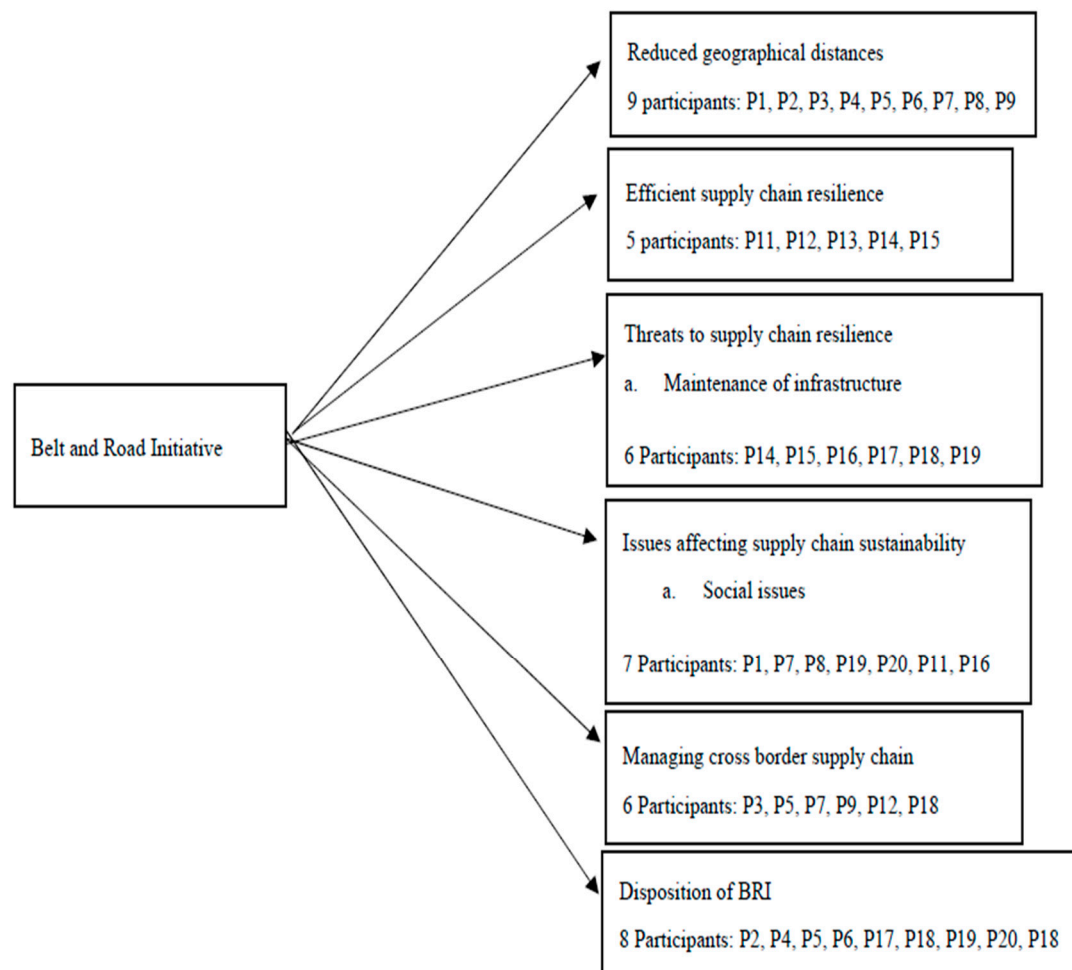 Belt and Road Initiative
Reduced geographical distances
9 participants: P1, P2, P3, P4, P5, P6, P7, P8, P9
Efficient supply chain resilience
5 participants: P11, P12, P13, P14, P15
Threats to supply chain resilience
a. Maintenance of infrastructure
6 Participants: P14, P15, P16, P17, P18, P19
Issues affecting supply chain sustainability
a. Social issues
7 Participants: P1, P7, P8, P19, P20, P11, P16
Managing cross border supply chain
6 Participants: P3, P5, P7, P9, P12, P18
Disposition of BRI
8 Participants: P2, P4, P5, P6, P17, P18, P19, P20, P18